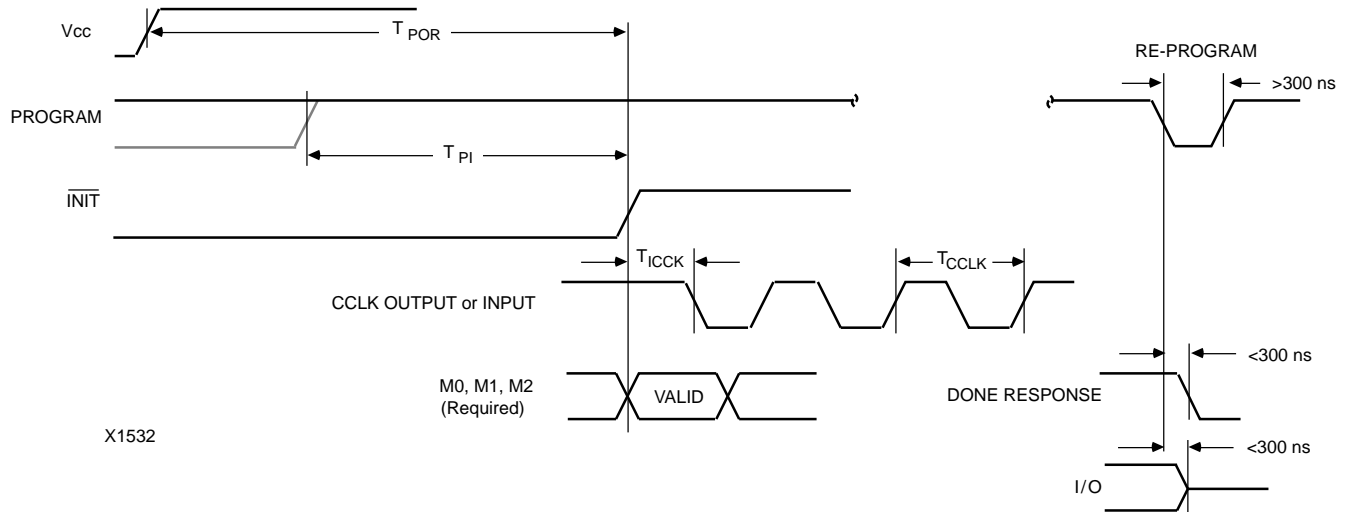 Vcc
T POR
RE-PROGRAM
>300 ns
PROGRAM
T PI
INIT
T ICCK
T CCLK
CCLK OUTPUT or INPUT
<300 ns
M0, M1, M2
(Required)
VALID
DONE RESPONSE
X1532
<300 ns
I/O